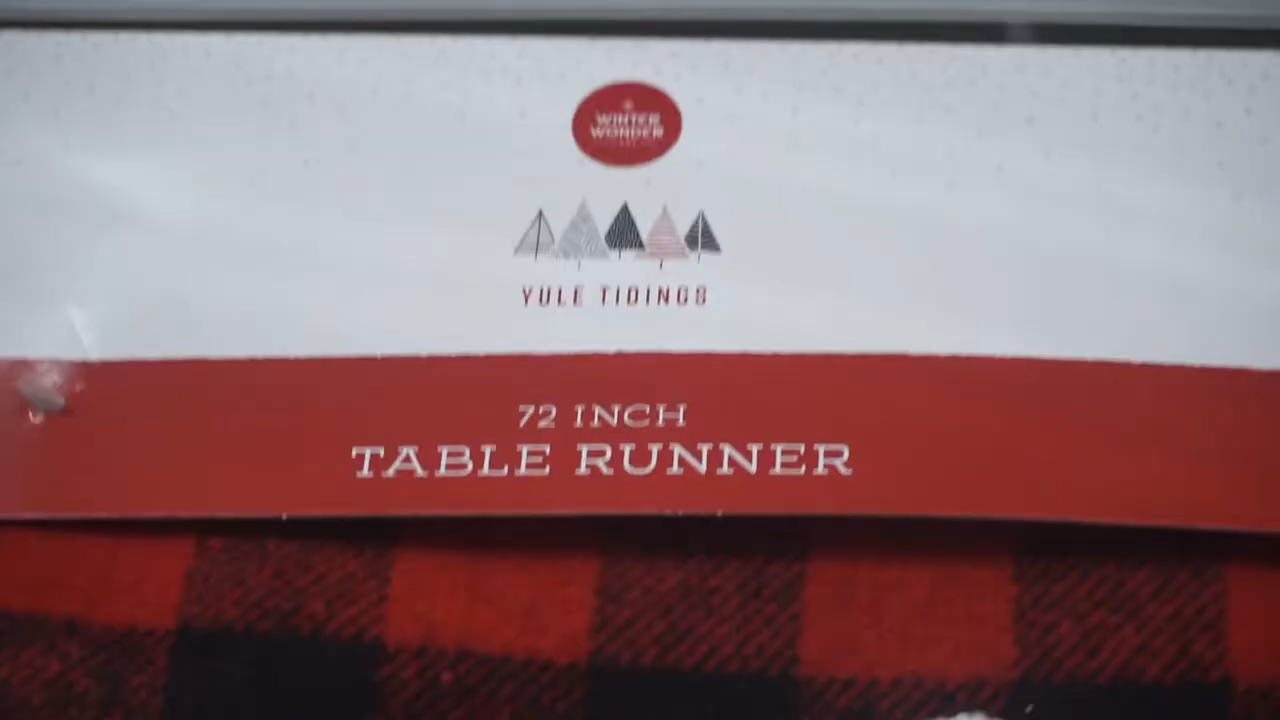 WINTER
WONDER
YULE TIDINGS
72 INCH
TABLE RUNNER